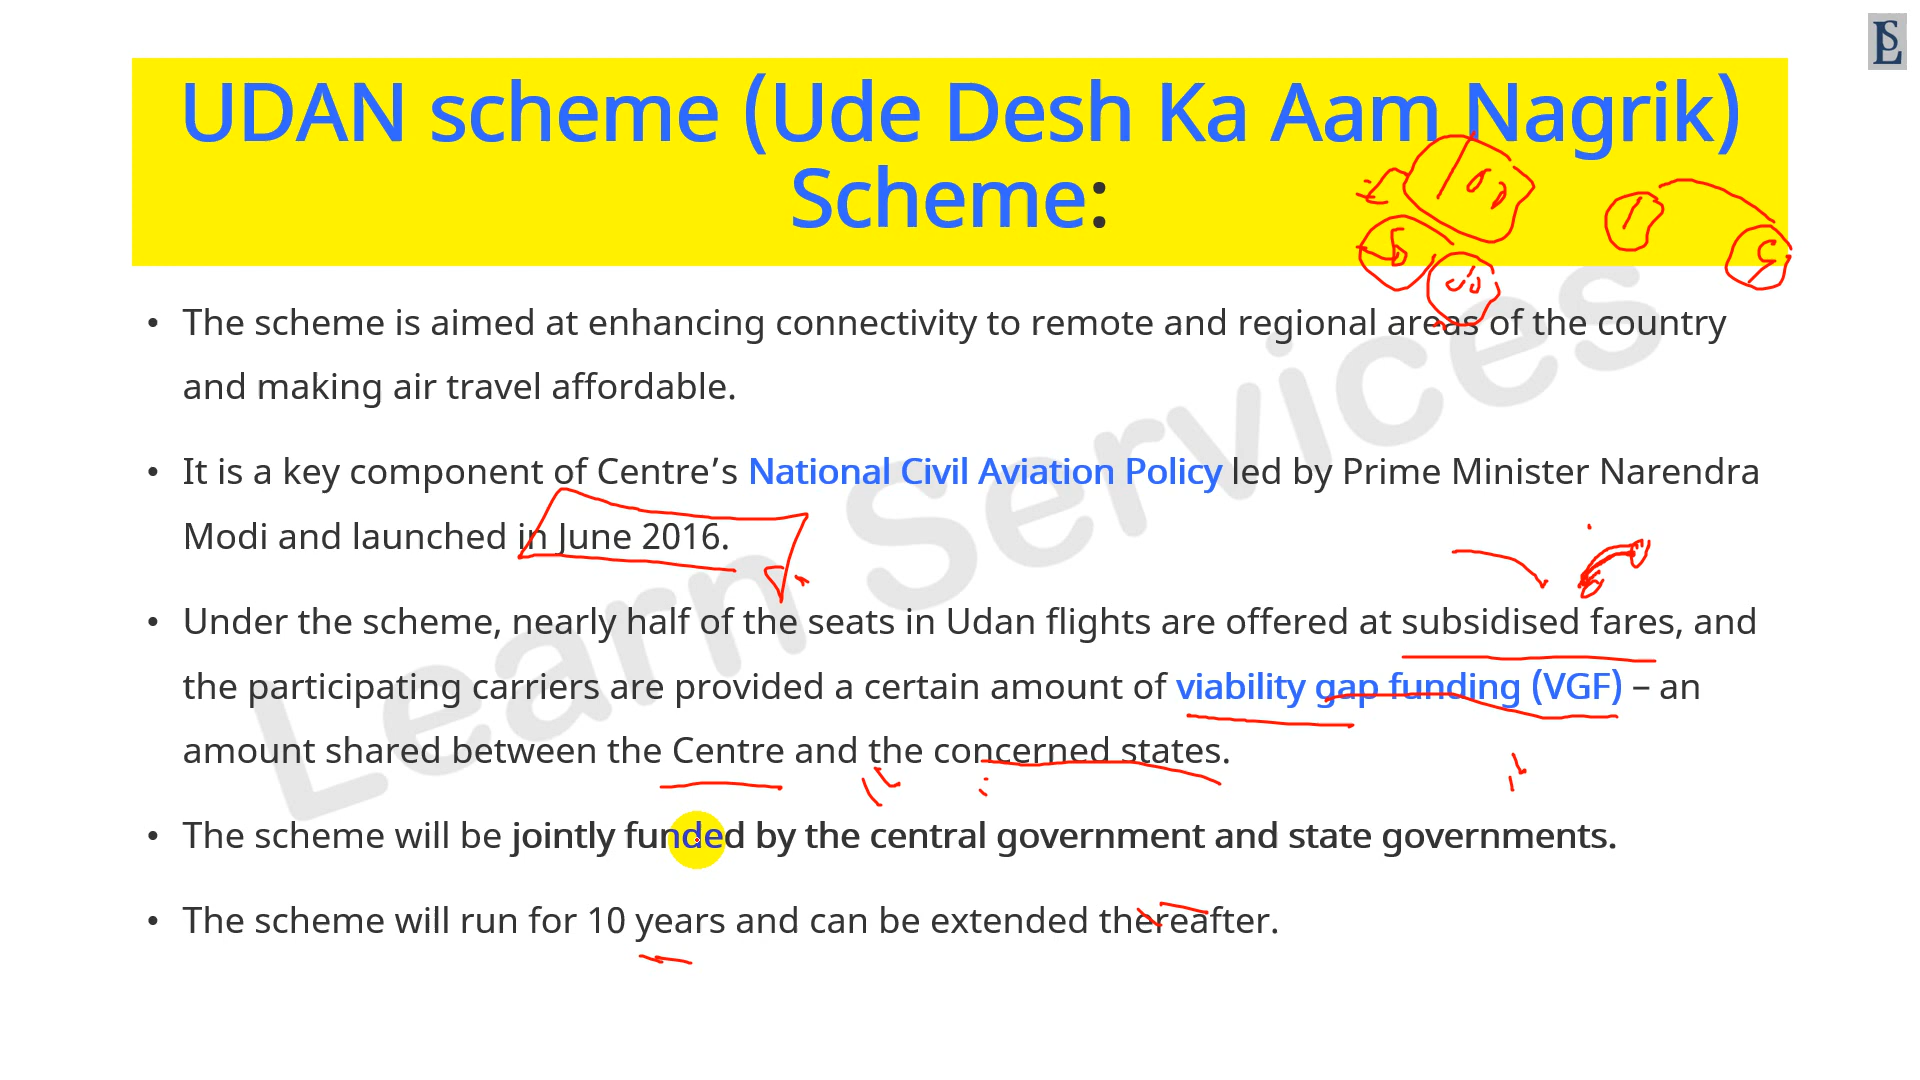 UDAN scheme (Ude Desh Ka Aam Nagrik)
Scheme:
• The scheme is aimed at enhancing connectivity to remote and regional areas of the country
and making air travel affordable.
• It is a key component of Centre’s National Civil Aviation Policy led by Prime Minister Narendra
Modi and launched in June 2016.
• Under the scheme, nearly half of the seats in Udan flights are offered at subsidised fares, and
the participating carriers are provided a certain amount of viability gap funding (VGF) – an
amount shared between the Centre and the concerned states.
• The scheme will be jointly funded by the central government and state governments.
• The scheme will run for 10 years and can be extended thereafter.
Learn Services